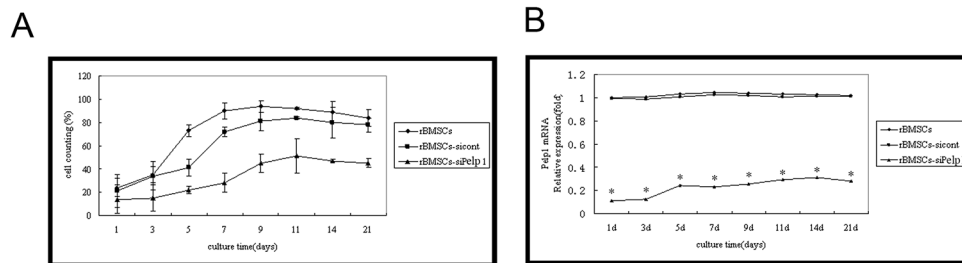 A
B
120
100
80
60
40
20
0
cell counting(%)
1 3 5 7 9 11 14 21
culture time(days)
rBMSCs
rBMSCs-sicont
rBMSCs-siPelp1
1.2
1
0.8
0.6
0.4
0.2
0
Pelp1 mRNA
Relative expression(fold)
* * * * * * * *
1d 3d 5d 7d 9d 11d 14d 21d
culture time(days)
rBMSCs
rBMSCs-sicont
rBMSCs-siPelp